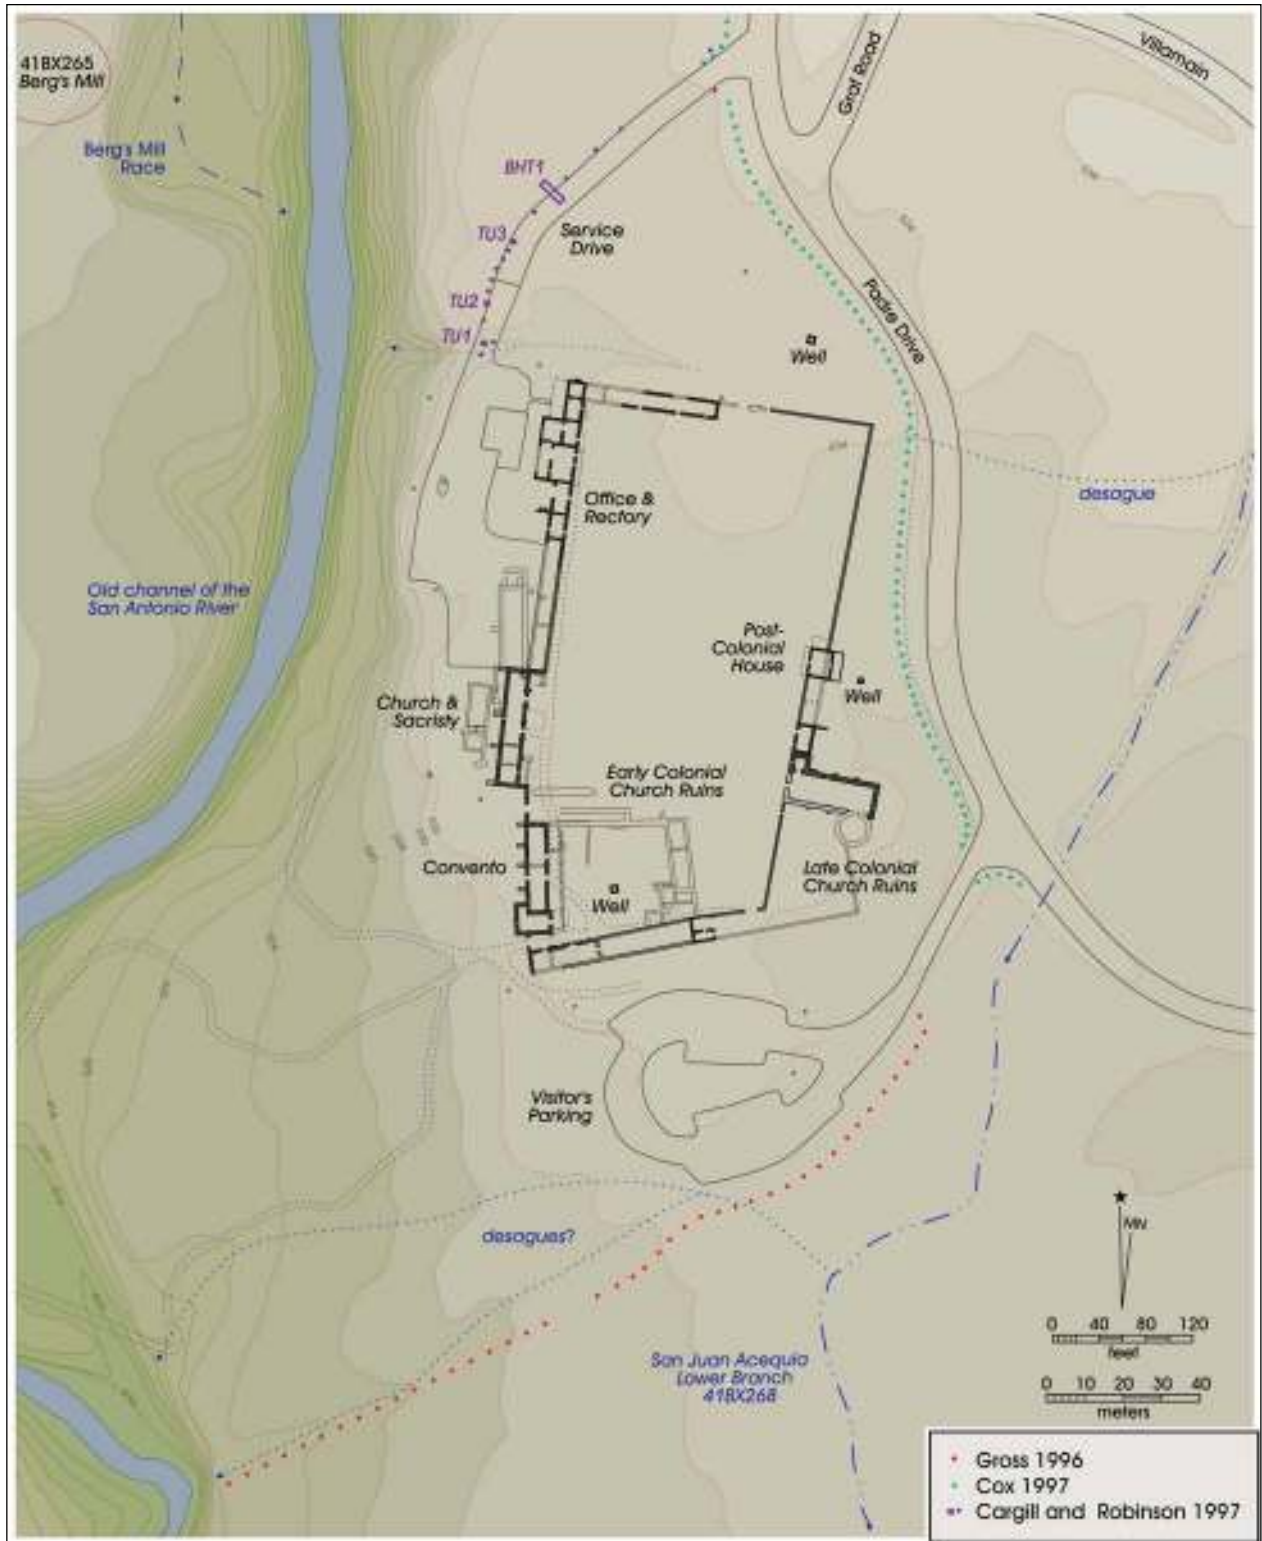 41BX265
Berg's Mill
Berg's Mill
Race
Graf Road
Villamain
BHT1
TU3
Service
Drive
TU2
TU1
Padre Drive
Well
desague
Office &
Rectory
Old channel of the
San Antonio River
Post-
Colonial
House
Well
Church &
Sacristy
Early Colonial
Church Ruins
Convento
Well
Late Colonial
Church Ruins
Visitor's
Parking
desagues?
MN
0 40 80 120
feet
San Juan Acequia
Lower Branch
41BX268
0 10 20 30 40
meters
Gross 1996
Cox 1997
Cargill and Robinson 1997